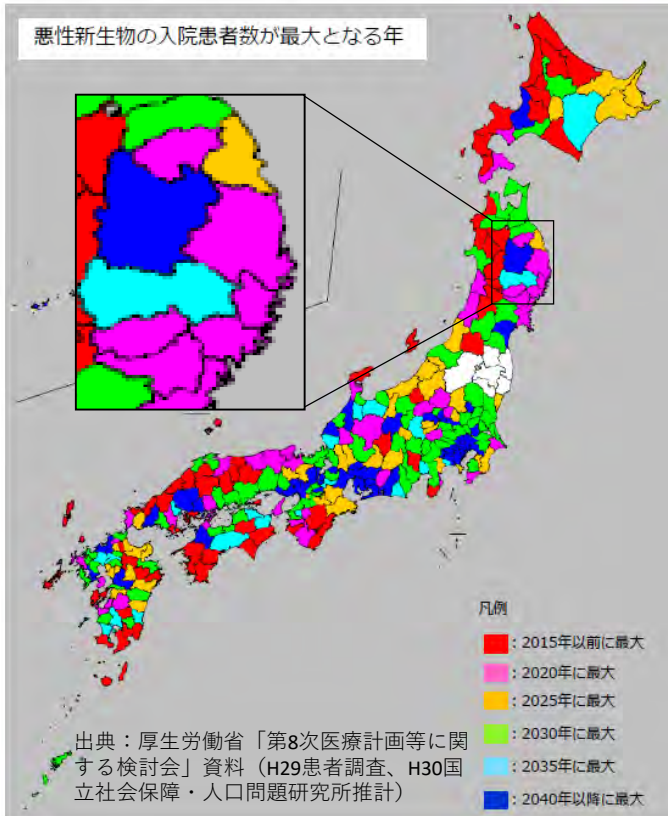 悪性新生物の入院患者数が最大となる年
凡例
：2015年以前に最大
：2020年に最大
：2025年に最大
：2030年に最大
：2035年に最大
：2040年以降に最大
出典：厚生労働省「第8次医療計画等に関
する検討会」資料（H29患者調査、H30国
立社会保障・人口問題研究所推計）